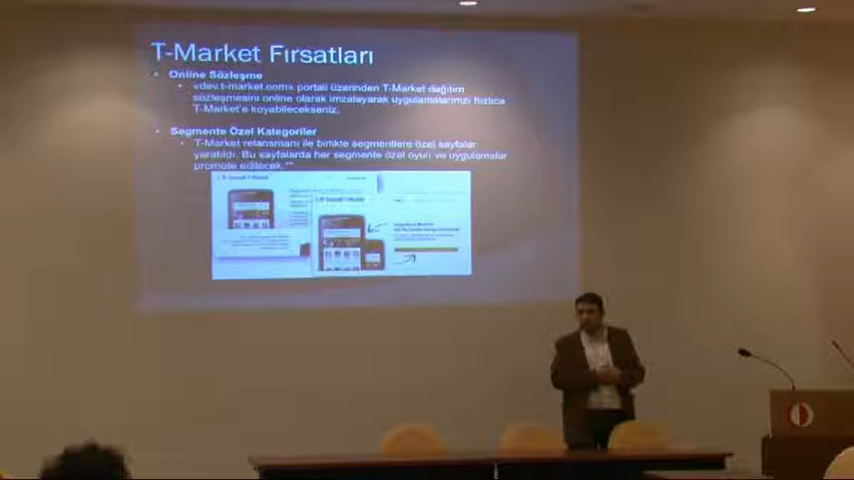 T-Market Fırsatları
Online Sözleşme
«dev.t-market.com» portali üzerinden T-Market dağıtım
sözleşmesini online olarak imzalayarak uygulamalarınızı hızlıca
T-Market'e koyabileceksiniz.
Segmente Özel Kategoriler
T-Market relansmanı ile birlikte segmentlere özel sayfalar
yaratıldı. Bu sayfalarda her segmente özel oyun ve uygulamalar
promote edilecek.